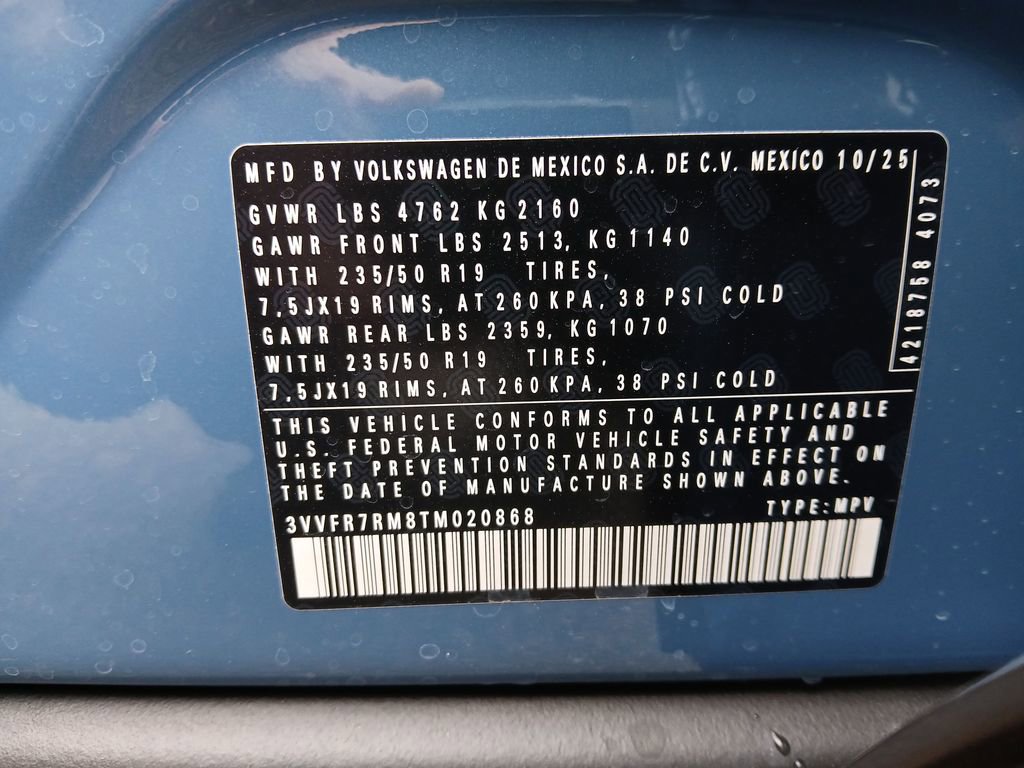 MFD BY VOLKSWAGEN DE MEXICO S.A. DE C.V. MEXICO 10/25
GVWR LBS 4762 KG 2160
GAWR FRONT LBS 2513, KG 1140
WITH 235/50 R19 TIRES,
7,5JX19 RIMS, AT 260 KPA, 38 PSI COLD
GAWR REAR LBS 2359, KG 1070
WITH 235/50 R19 TIRES,
7,5JX19 RIMS, AT 260 KPA, 38 PSI COLD
4218758 4073
THIS VEHICLE CONFORMS TO ALL APPLICABLE
U.S. FEDERAL MOTOR VEHICLE SAFETY AND
THEFT PREVENTION STANDARDS IN EFFECT ON
THE DATE OF MANUFACTURE SHOWN ABOVE.
3VVFR7RM8TM020868 TYPE:MPV